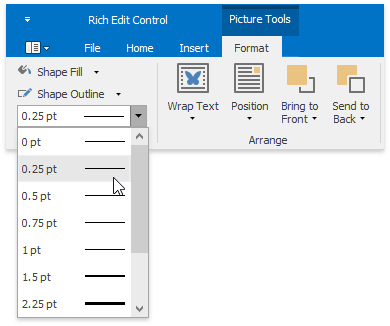 Rich Edit Control
Picture Tools
File Home Insert Format
Shape Fill
Shape Outline
0.25 pt
Wrap Text Position Bring to Front Send to Back
Arrange
0 pt
0.25 pt
0.5 pt
0.75 pt
1 pt
1.5 pt
2.25 pt